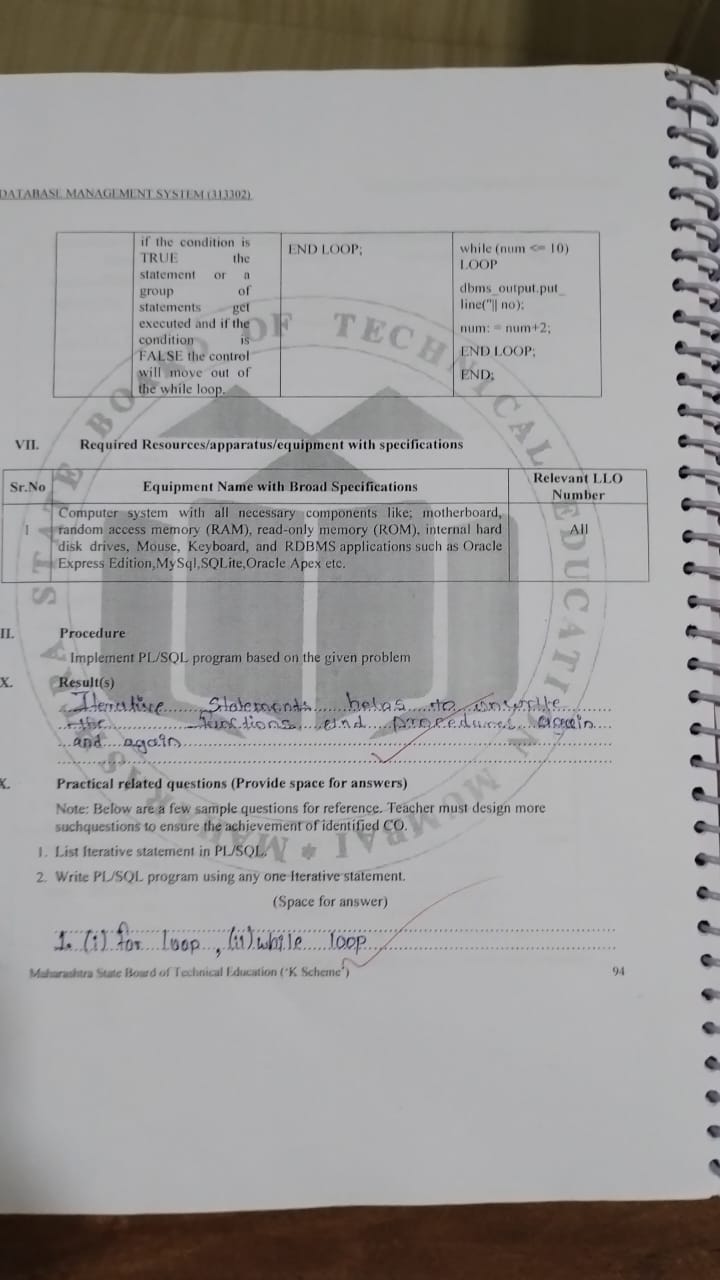 DATABASE MANAGEMENT SYSTEM (313302)
if the condition is
TRUE the
statement or a
group of
statements get
executed and if the
condition is
FALSE the control
will move out of
the while loop.
END LOOP;
while (num <= 10)
LOOP
dbms_output.put_
line(''|| no);
num: = num+2;
END LOOP;
END;
VII. Required Resources/apparatus/equipment with specifications
Sr.No Equipment Name with Broad Specifications Relevant LLO
Number
1 Computer system with all necessary components like; motherboard,
random access memory (RAM), read-only memory (ROM), internal hard
disk drives, Mouse, Keyboard, and RDBMS applications such as Oracle
Express Edition,MySql,SQLite,Oracle Apex etc.
All
II. Procedure
Implement PL/SQL program based on the given problem
X. Result(s)
Iterative Statements helps to
the functions and procedures again
and again
X. Practical related questions (Provide space for answers)
Note: Below are a few sample questions for reference. Teacher must design more
suchquestions to ensure the achievement of identified CO.
1. List Iterative statement in PL/SQL.
2. Write PL/SQL program using any one Iterative statement.
(Space for answer)
1. (i) for loop , (ii) while loop
Maharashtra State Board of Technical Education ('K Scheme') 94
MAHARASHTRA STATE BOARD OF TECHNICAL EDUCATION MUMBAI